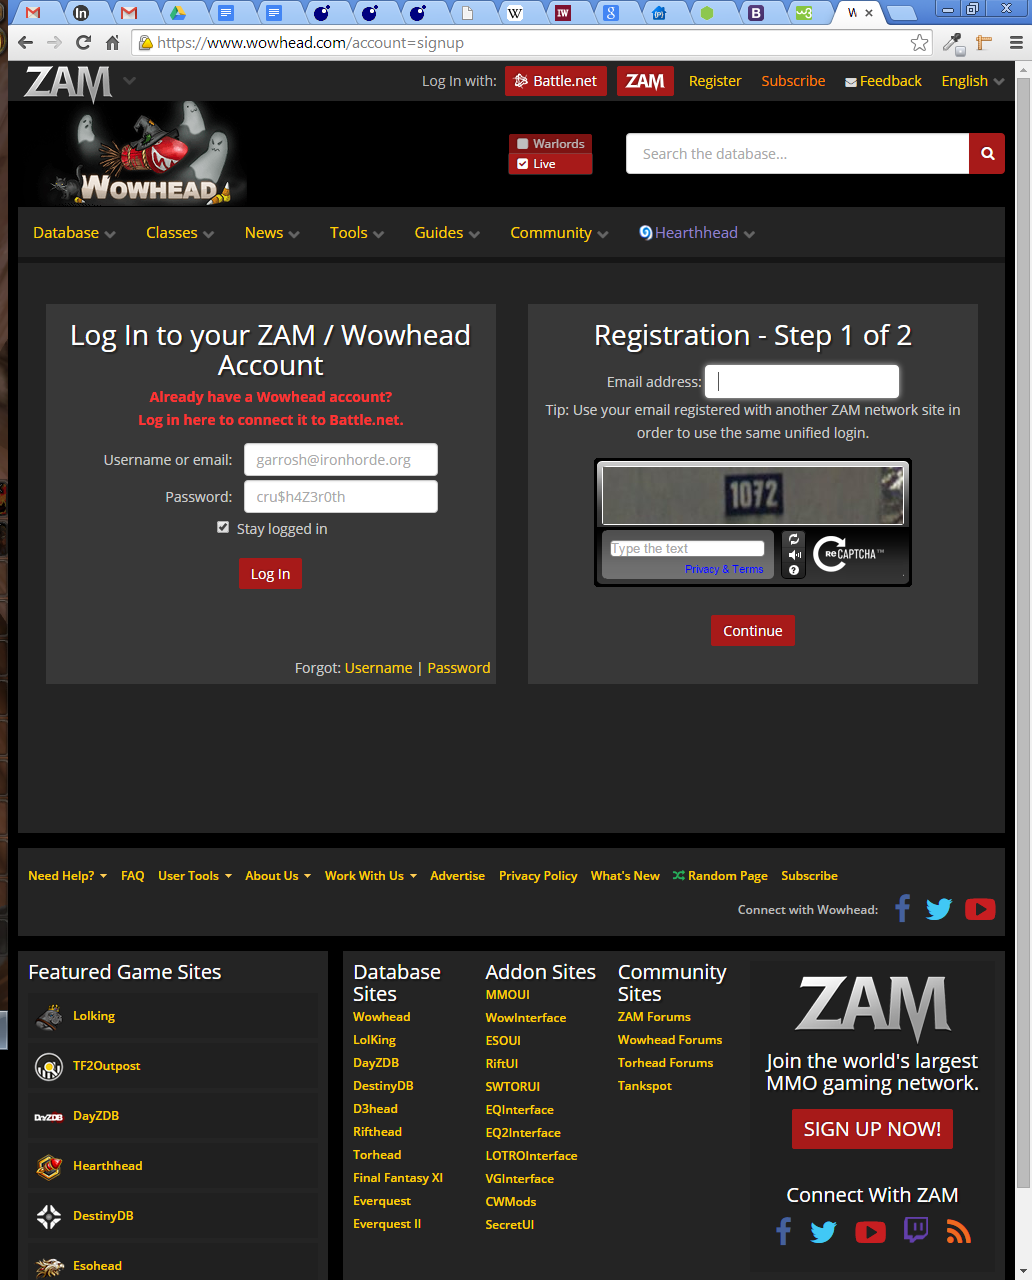 https://www.wowhead.com/account=signup
ZAM
Log In with: Battle.net ZAM Register Subscribe Feedback English
WOWHEAD
Warlords
Live
Search the database...
Database Classes News Tools Guides Community Hearthhead
Log In to your ZAM / Wowhead
Account
Already have a Wowhead account?
Log in here to connect it to Battle.net.
Username or email: garrosh@ironhorde.org
Password: cru$h4Z3r0th
Stay logged in
Log In
Forgot: Username | Password
Registration - Step 1 of 2
Email address:
Tip: Use your email registered with another ZAM network site in
order to use the same unified login.
1072
Type the text
Privacy & Terms
reCAPTCHA™
Continue
Need Help? FAQ User Tools About Us Work With Us Advertise Privacy Policy What's New Random Page Subscribe
Connect with Wowhead:
Featured Game Sites
Lolking
TF2Outpost
DayZDB
Hearthhead
DestinyDB
Esohead
Database
Sites
Wowhead
LolKing
DayZDB
DestinyDB
D3head
Rifthead
Torhead
Final Fantasy XI
Everquest
Everquest II
Addon Sites
MMOUI
WowInterface
ESOUI
RiftUI
SWTORUI
EQInterface
EQ2Interface
LOTROInterface
VGInterface
CWMods
SecretUI
Community
Sites
ZAM Forums
Wowhead Forums
Torhead Forums
Tankspot
ZAM
Join the world's largest
MMO gaming network.
SIGN UP NOW!
Connect With ZAM